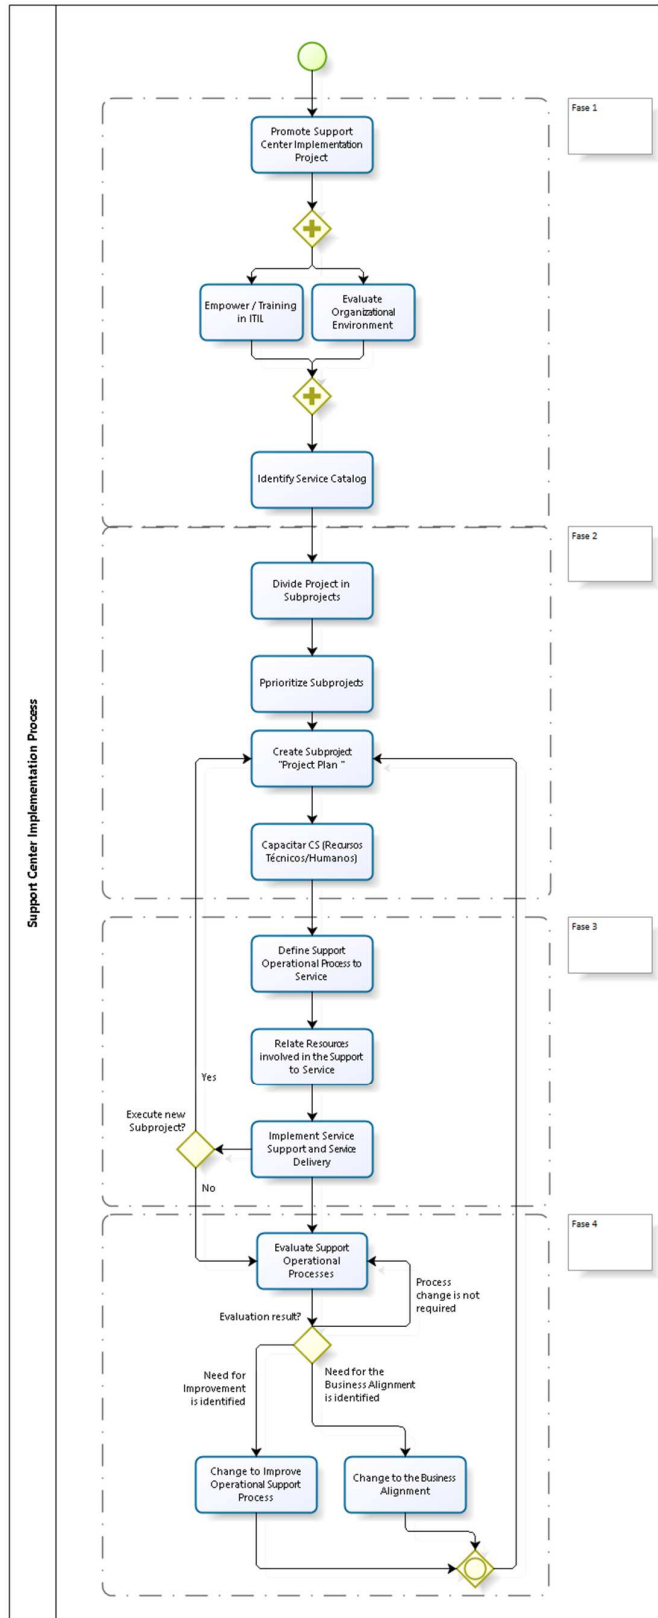 Support Center Implementation Process
Fase 1
Promote Support
Center Implementation
Project
Empower / Training
in ITIL
Evaluate
Organizational
Environment
Identify Service Catalog
Fase 2
Divide Project in
Subprojects
Pprioritize Subprojects
Create Subproject
"Project Plan "
Capacitar CS (Recursos
Técnicos/Humanos)
Fase 3
Define Support
Operational Process to
Service
Relate Resources
involved in the Support
to Service
Yes
Execute new
Subproject?
Implement Service
Support and Service
Delivery
No
Fase 4
Evaluate Support
Operational
Processes
Process
change is not
required
Evaluation result?
Need for
Improvement
is identified
Need for the
Business Alignment
is identified
Change to Improve
Operational Support
Process
Change to the Business
Alignment